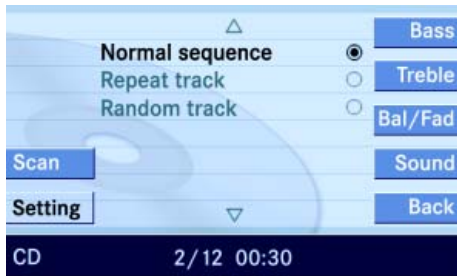 Bass
Normal sequence
Repeat track
Treble
Random track
Bal/Fad
Scan
Sound
Setting
Back
CD 2/12 00:30